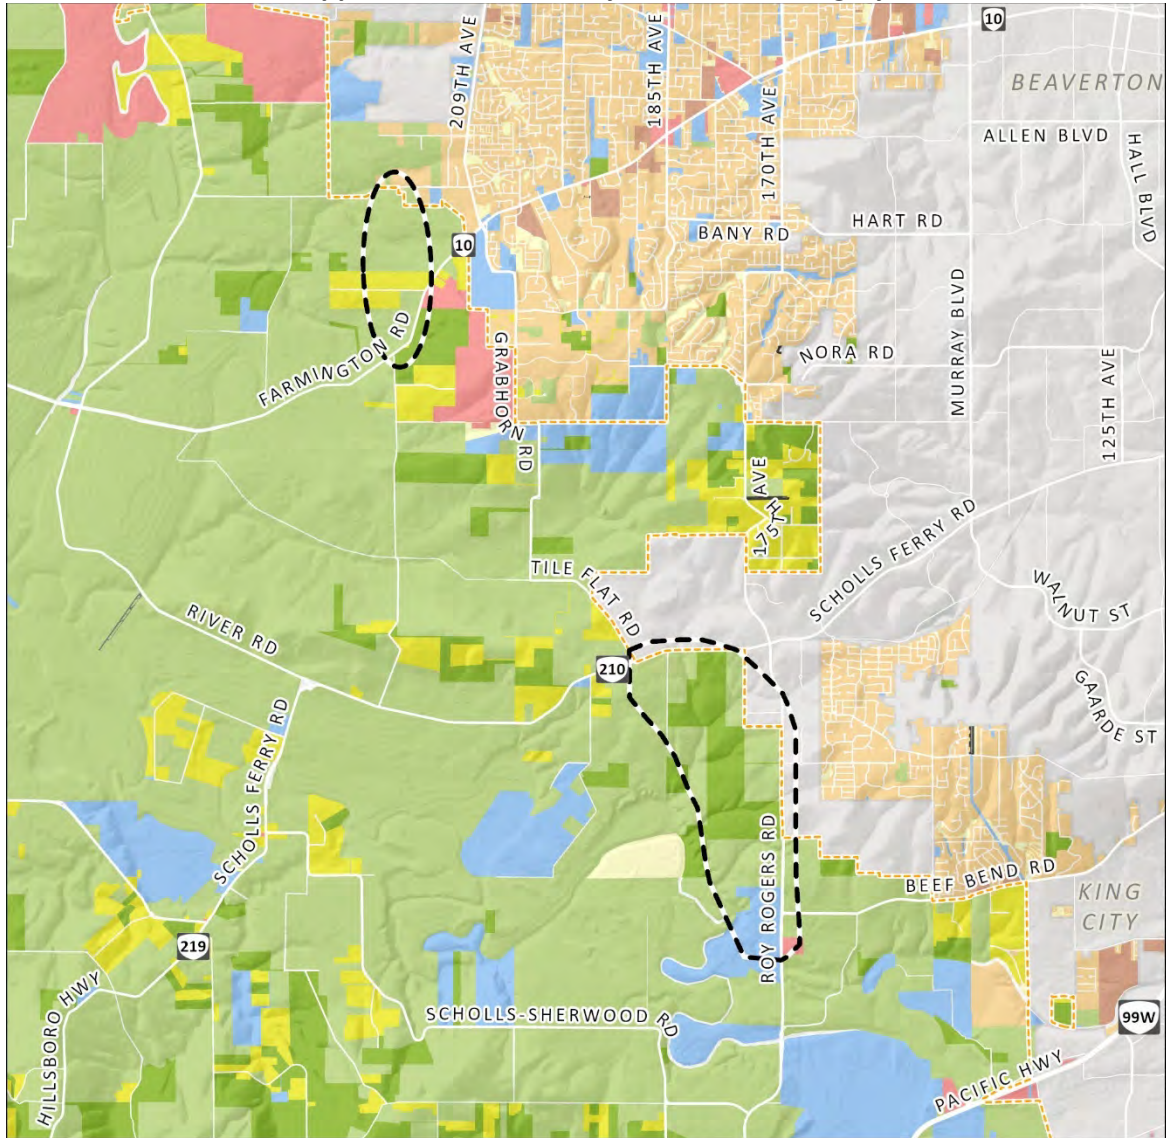 10
209TH AVE
185TH AVE
170TH AVE
BEAVERTON
ALLEN BLVD
HALL BLVD
HART RD
BANY RD
10
MURRAY BLVD
NORA RD
125TH AVE
FARMINGTON RD
GRABHORN RD
175TH AVE
SCHOLLS FERRY RD
TILE FLAT RD
WALNUT ST
RIVER RD
210
GAARDE ST
SCHOLLS FERRY RD
ROY ROGERS RD
BEEF BEND RD
KING
CITY
219
HILLSBORO HWY
SCHOLLS-SHERWOOD RD
99W
PACIFIC HWY